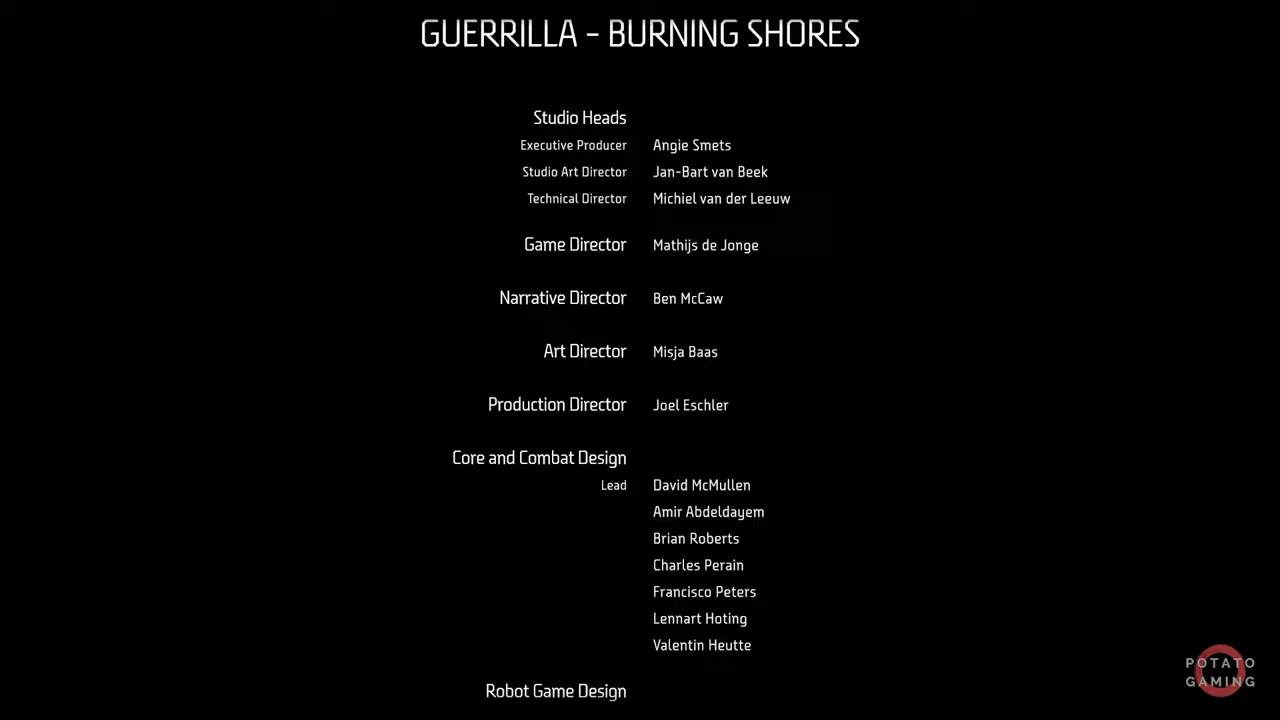 GUERRILLA - BURNING SHORES
Studio Heads
Executive Producer Angie Smets
Studio Art Director Jan-Bart van Beek
Technical Director Michiel van der Leeuw
Game Director Mathijs de Jonge
Narrative Director Ben McCaw
Art Director Misja Baas
Production Director Joel Eschler
Core and Combat Design
Lead David McMullen
Amir Abdeldayem
Brian Roberts
Charles Perain
Francisco Peters
Lennart Hoting
Valentin Heutte
Robot Game Design
POTATO
GAMING